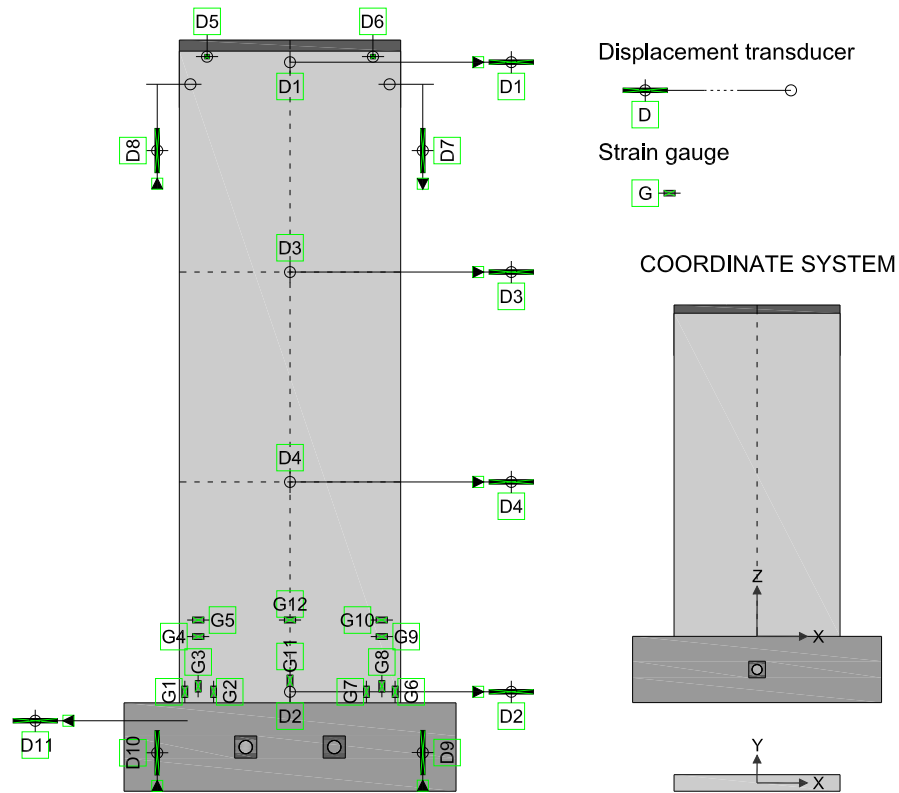 D5
D6
D1
D1
D8
D7
D3
D3
D4
D4
G12
G5
G10
G4
G9
G3
G11
G8
G1
G2
G7
G6
D2
D2
D11
D10
D9
Displacement transducer
D
Strain gauge
G
COORDINATE SYSTEM
Z
X
Y
X